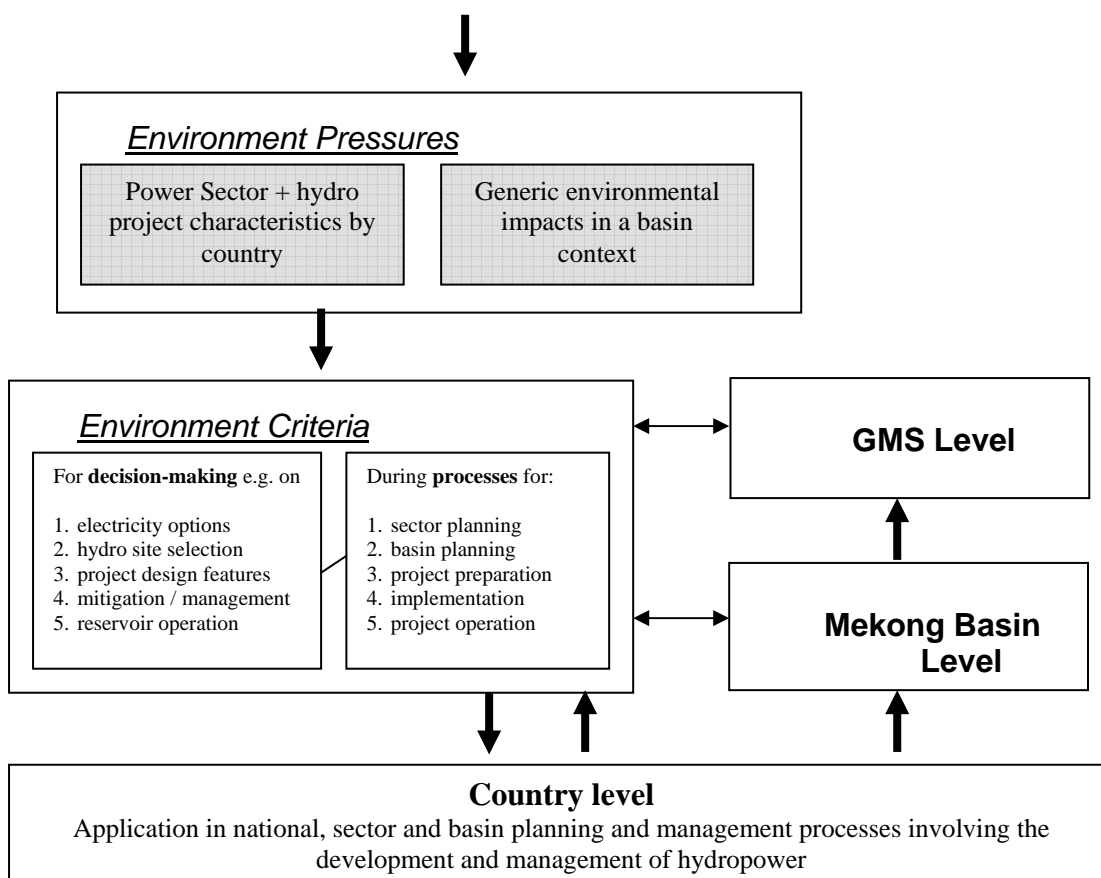 Environment Pressures
Power Sector + hydro
project characteristics by
country
Generic environmental
impacts in a basin
context
Environment Criteria
For decision-making e.g. on
1. electricity options
2. hydro site selection
3. project design features
4. mitigation / management
5. reservoir operation
During processes for:
1. sector planning
2. basin planning
3. project preparation
4. implementation
5. project operation
GMS Level
Mekong Basin
Level
Country level
Application in national, sector and basin planning and management processes involving the
development and management of hydropower